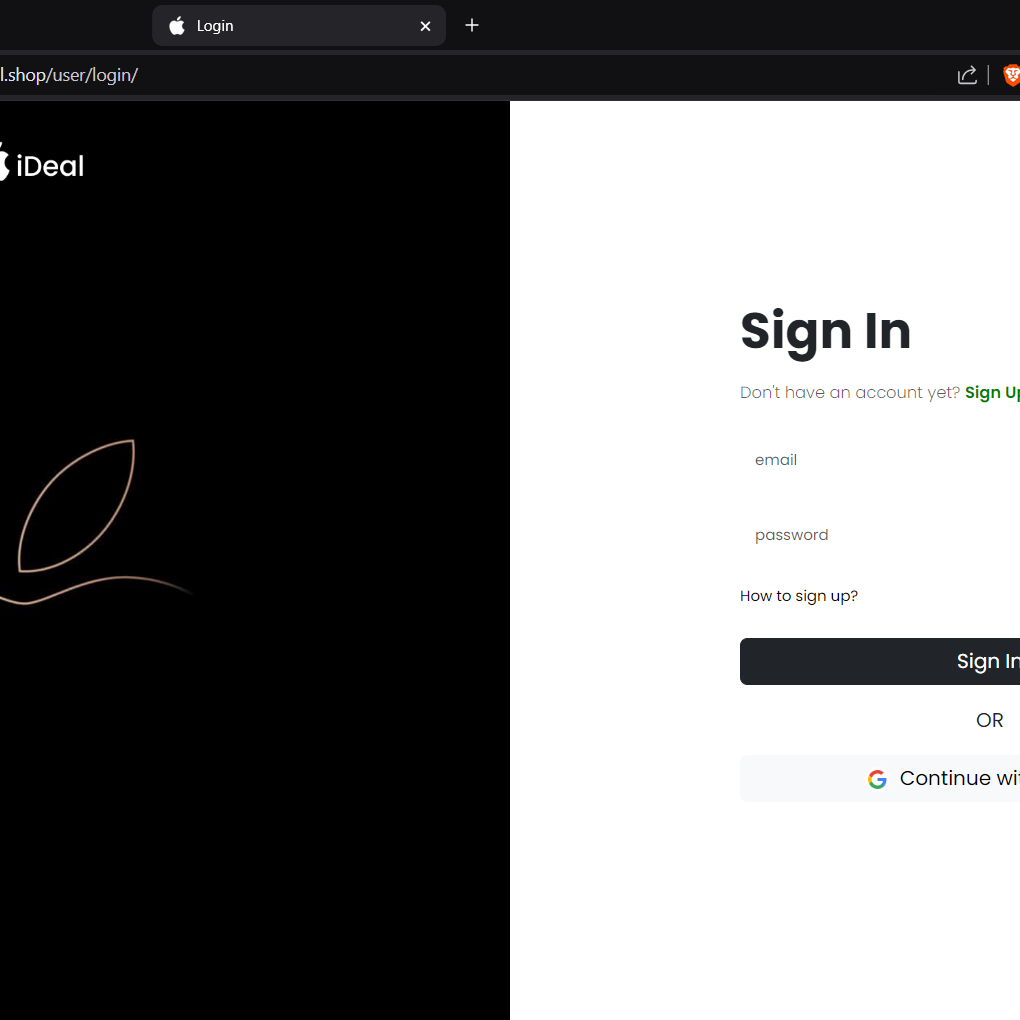 Login
l.shop/user/login/
iDeal
Sign In
Don't have an account yet? Sign Up
email
password
How to sign up?
Sign In
OR
Continue wit